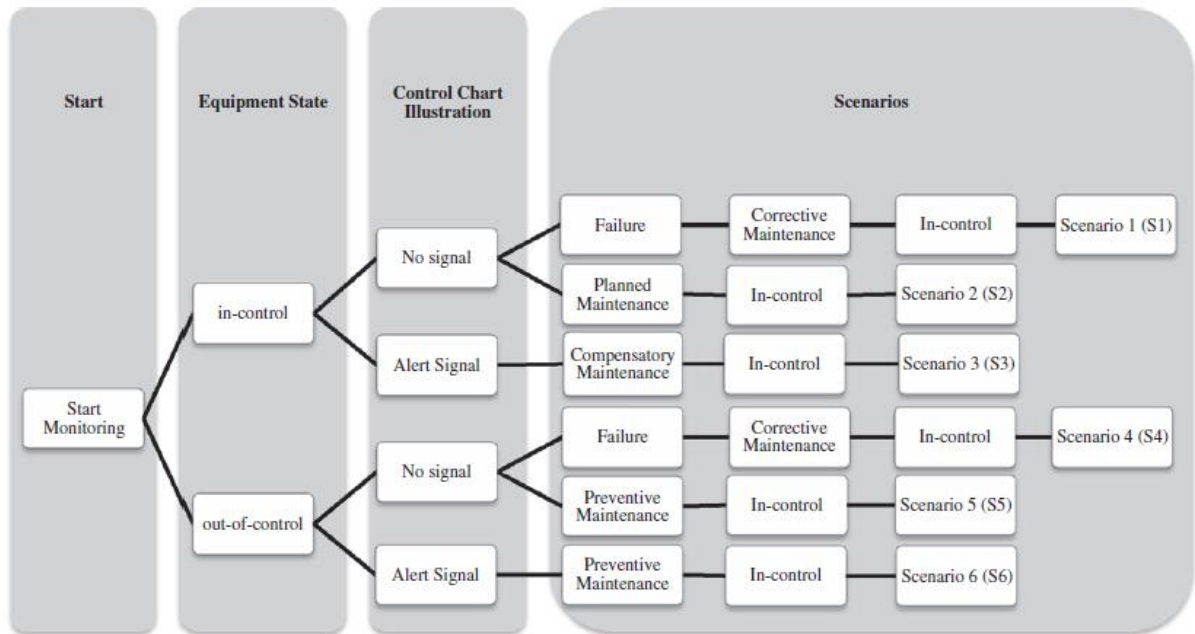 Start
Equipment State
Control Chart
Illustration
Scenarios
Start
Monitoring
in-control
out-of-control
No signal
Alert Signal
No signal
Alert Signal
Failure
Corrective
Maintenance
In-control
Scenario 1 (S1)
Planned
Maintenance
In-control
Scenario 2 (S2)
Compensatory
Maintenance
In-control
Scenario 3 (S3)
Failure
Corrective
Maintenance
In-control
Scenario 4 (S4)
Preventive
Maintenance
In-control
Scenario 5 (S5)
Preventive
Maintenance
In-control
Scenario 6 (S6)